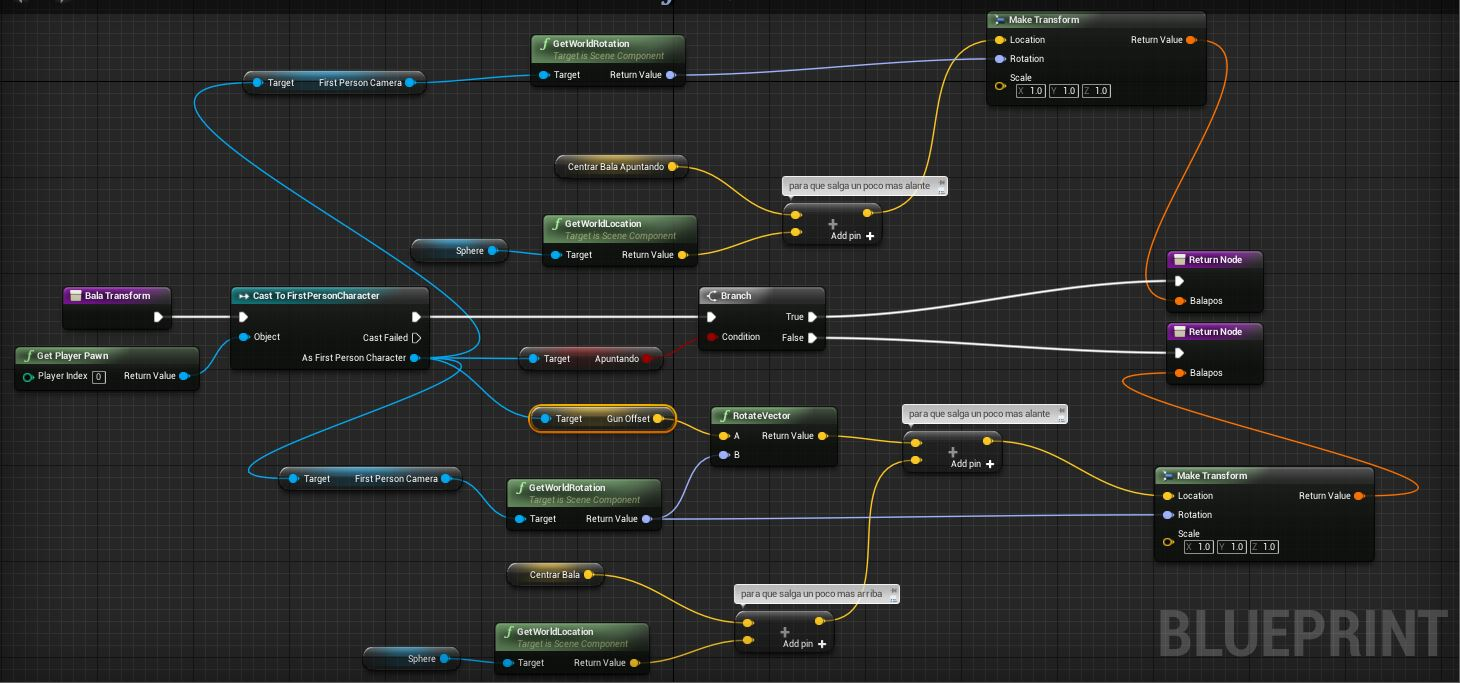 Make Transform
Location
Return Value
Rotation
Scale
X 1.0 Y 1.0 Z 1.0
GetWorldRotation
Target is Scene Component
Target
Return Value
Target
First Person Camera
Centrar Bala Apuntando
para que salga un poco mas alante
Add pin
GetWorldLocation
Target is Scene Component
Target
Return Value
Sphere
Return Node
Balapos
Bala Transform
Cast To FirstPersonCharacter
Object
Cast Failed
As First Person Character
Branch
True
Condition
False
Return Node
Balapos
Get Player Pawn
Player Index 0
Return Value
Target
Apuntando
Target
Gun Offset
RotateVector
A
Return Value
B
para que salga un poco mas alante
Add pin
Target
First Person Camera
GetWorldRotation
Target is Scene Component
Target
Return Value
Make Transform
Location
Return Value
Rotation
Scale
X 1.0 Y 1.0 Z 1.0
Centrar Bala
para que salga un poco mas arriba
Add pin
GetWorldLocation
Target is Scene Component
Target
Return Value
Sphere
BLUEPRINT